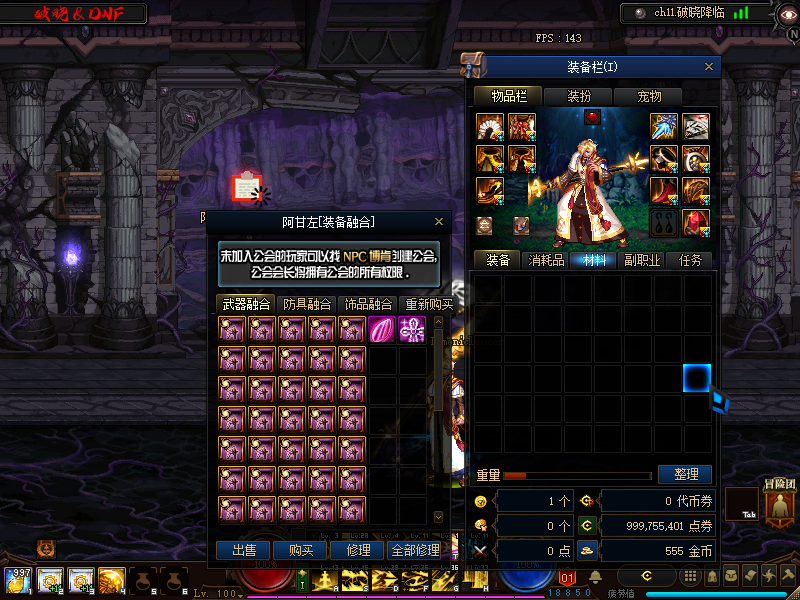 破晓&DNF
ch11.破晓降临
FPS : 143
装备栏(I)
物品栏 装扮 宠物
阿甘左[装备融合]
未加入公会的玩家可以找 NPC 博肯创建公会,
公会会长将拥有公会的所有权限 .
武器融合 防具融合 饰品融合 重新购买
装备 消耗品 材料 副职业 任务
重量 整理
1 个 0 代币券
0 个 999,755,401 点券
0 点 555 金币
出售 购买 修理 全部修理
冒险团
Tab
997
100%
100%
Lv. 100
01
18850
疲劳值